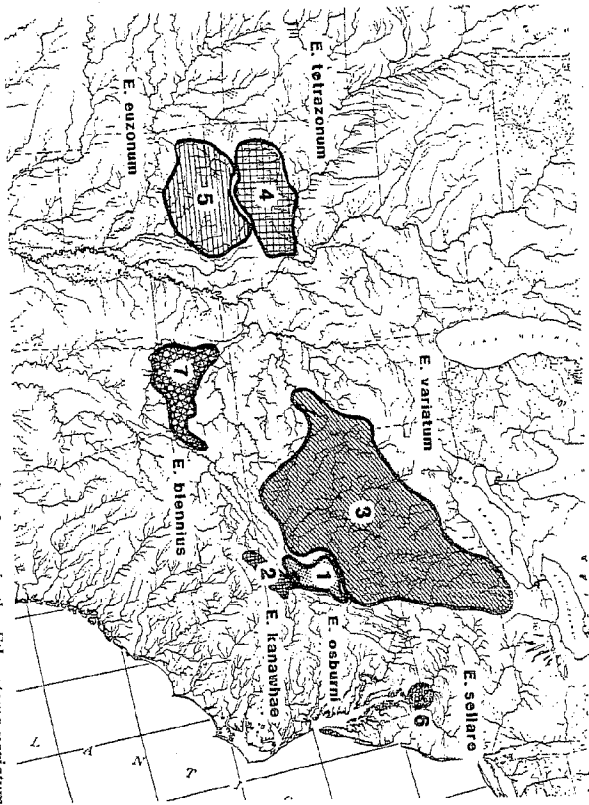 E. tetrazonum
E. euzonum
4
5
E. variatum
3
7
E. blennius
1
2
E. osburni
E. kanawhae
E. sellare
6
L
A
N
T